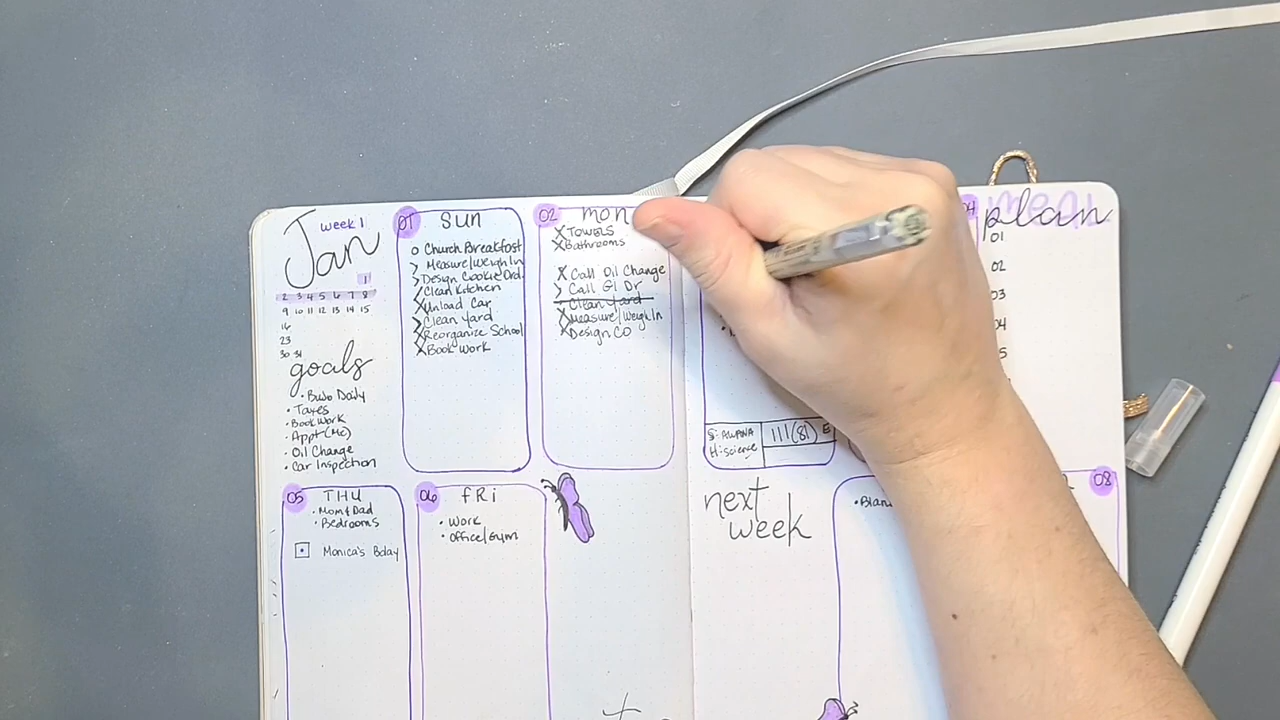 Jan
week 1
1
2 3 4 5 6 7 8
9 10 11 12 13 14 15
16
23
30 31
goals
• Bujo Daily
• Taxes
• Book Work
• Appt (Mc)
• Oil Change
• Car Inspection
01 Sun
o Church Breakfast
> Measure/Weigh In
> Design Cookie Ord.
> Clean Kitchen
X Unload Car
> Clean Yard
> Reorganize School
X Book Work
02 mon
X Towels
X Bathrooms
X Call Oil Change
> Call GI Dr
Clean Yard
X Measure/Weigh In
X Design CO
S: AWANA
H: science
111(81) E
04
meal
plan
01
02
03
04
5
05 THU
• Mom & Dad
• Bedrooms
Monica's Bday
06 fRi
• Work
• Office/Gym
next
week
08